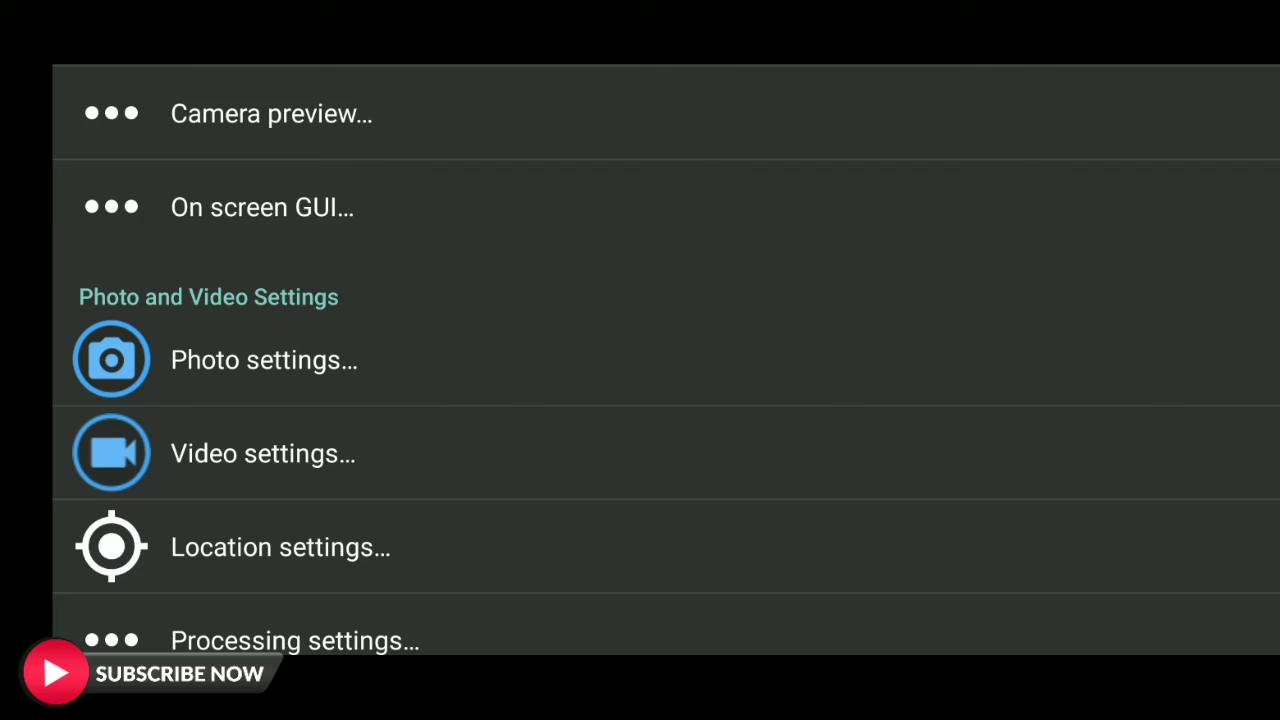 Camera preview...
On screen GUI...
Photo and Video Settings
Photo settings...
Video settings...
Location settings...
Processing settings...
SUBSCRIBE NOW